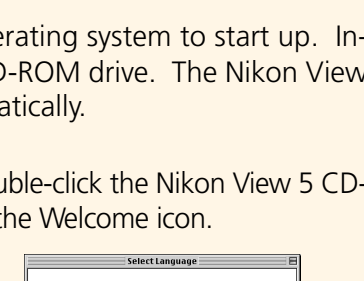 erating system to start up. In-
D-ROM drive. The Nikon View
atically.
uble-click the Nikon View 5 CD-
the Welcome icon.
Select Language